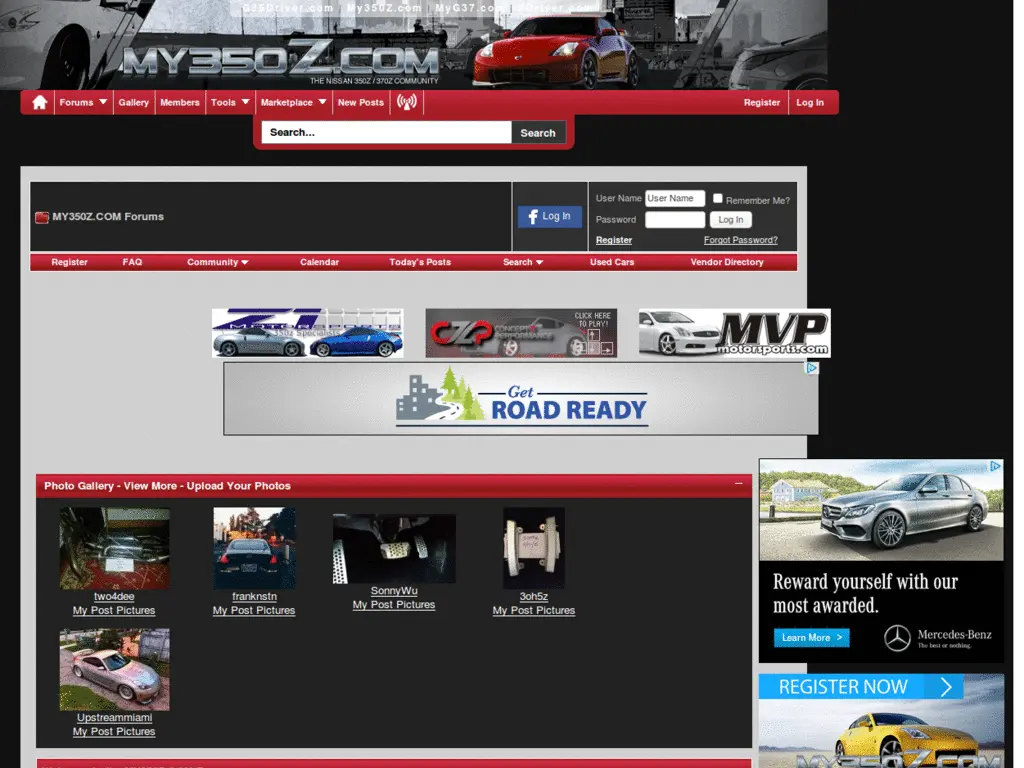 G35Driver.com | My350Z.com | MyG37.com
MY350Z.COM
THE NISSAN 350Z / 370Z COMMUNITY
Forums Gallery Members Tools Marketplace New Posts Register Log In
Search... Search
MY350Z.COM Forums
Log In
User Name User Name Remember Me?
Password Log In
Register Forgot Password?
Register FAQ Community Calendar Today's Posts Search Used Cars Vendor Directory
Z1 MOTORSPORTS
350z Specialists
CZP CONCEPT
CLICK HERE
TO PLAY!
MVP
motorsports.com
Get
ROAD READY
Photo Gallery - View More - Upload Your Photos
two4dee
My Post Pictures
franknstn
My Post Pictures
SonnyWu
My Post Pictures
3oh5z
My Post Pictures
Upstreammiami
My Post Pictures
Reward yourself with our
most awarded.
Learn More >
Mercedes-Benz
The best or nothing.
REGISTER NOW
MY350Z.COM